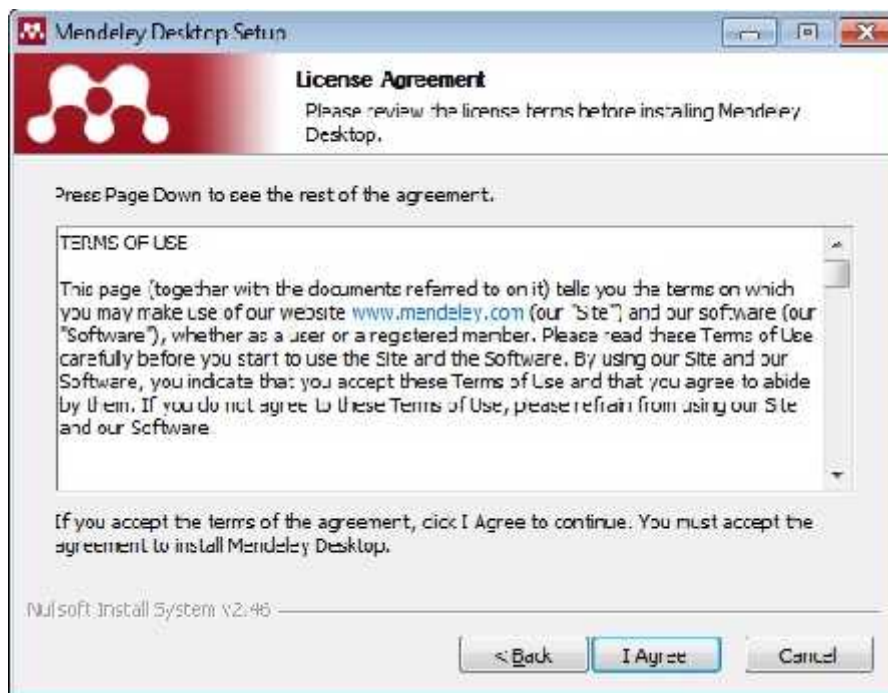 Mendeley Desktop Setup
License Agreement
Please review the license terms before installing Mendeley
Desktop.
Press Page Down to see the rest of the agreement.
TERMS OF USE
This page (together with the documents referred to on it) tells you the terms on which
you may make use of our website www.mendeley.com (our "Site") and our software (our
"Software"), whether as a user or a registered member. Please read these Terms of Use
carefully before you start to use the Site and the Software. By using our Site and our
Software, you indicate that you accept these Terms of Use and that you agree to abide
by them. If you do not agree to these Terms of Use, please refrain from using our Site
and our Software
If you accept the terms of the agreement, click I Agree to continue. You must accept the
agreement to install Mendeley Desktop.
Nullsoft Install System v2.46
< Back I Agree Cancel